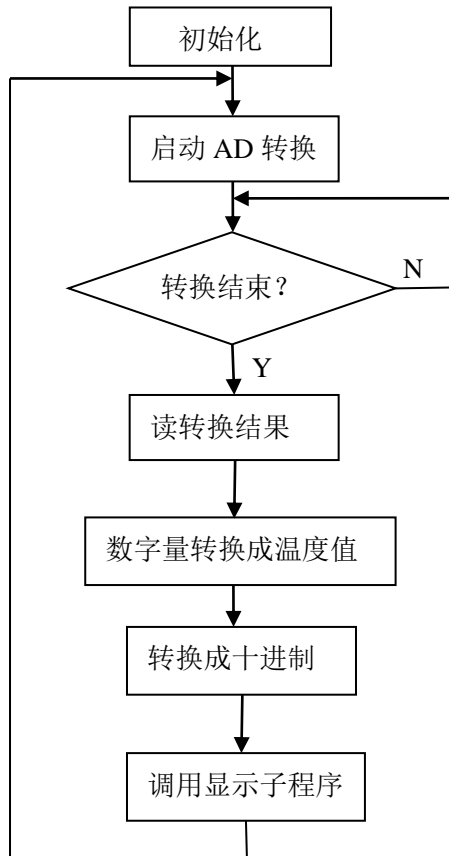 初始化
启动 AD 转换
转换结束？
N
Y
读转换结果
数字量转换成温度值
转换成十进制
调用显示子程序